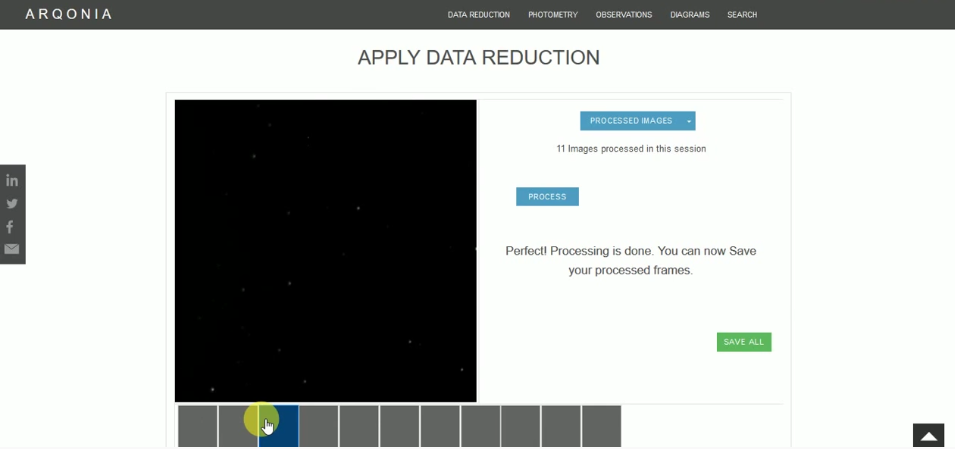 ARQONIA
DATA REDUCTION PHOTOMETRY OBSERVATIONS DIAGRAMS SEARCH
APPLY DATA REDUCTION
PROCESSED IMAGES
11 Images processed in this session
PROCESS
Perfect! Processing is done. You can now Save
your processed frames.
SAVE ALL